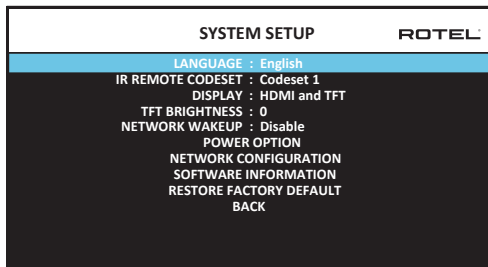 SYSTEM SETUP ROTEL
LANGUAGE : English
IR REMOTE CODESET : Codeset 1
DISPLAY : HDMI and TFT
TFT BRIGHTNESS : 0
NETWORK WAKEUP : Disable
POWER OPTION
NETWORK CONFIGURATION
SOFTWARE INFORMATION
RESTORE FACTORY DEFAULT
BACK